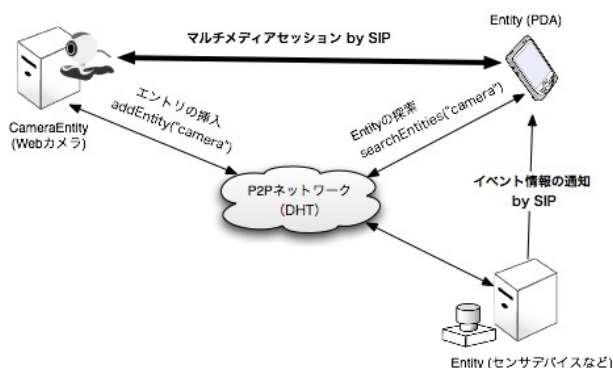 マルチメディアセッション by SIP
Entity (PDA)
エントリの挿入
addEntity("camera")
Entityの探索
searchEntities("camera")
CameraEntity
(Webカメラ)
P2Pネットワーク
(DHT)
イベント情報の通知
by SIP
Entity (センサデバイスなど)